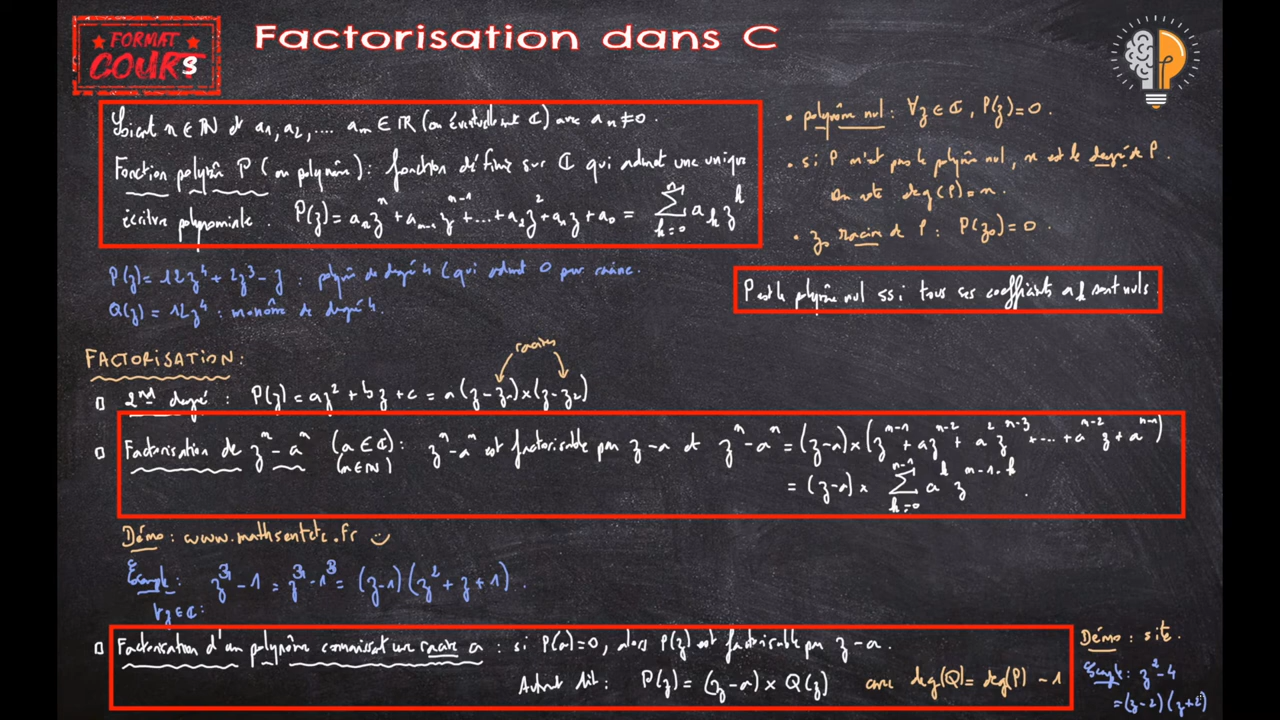 FORMAT
COURS
Factorisation dans C
Soient n ∈ ℕ et a₁, a₂, .... aₙ ∈ ℝ (ou éventuellement ℂ) avec aₙ ≠ 0.
Fonction polynôme P (ou polynôme) : fonction définie sur ℂ qui admet une unique
écriture polynomiale. P(z) = aₙzⁿ + aₙ₋₁zⁿ⁻¹ + ... + a₂z² + a₁z + a₀ = Σ_{k=0}^{n} aₖ zᵏ
• polynôme nul : ∀z ∈ ℂ, P(z) = 0
• si P n'est pas le polynôme nul, n est le degré de P.
On note deg(P) = n.
• z₀ racine de P : P(z₀) = 0
P(z) = 12z⁴ + 2z³ - z : polynôme de degré 4 (qui admet 0 pour racine.
Q(z) = 12z⁴ : monôme de degré 4.
P est le polynôme nul ssi tous ses coefficients aₖ sont nuls.
FACTORISATION :
racines
2nd degré : P(z) = az² + bz + c = a(z - z₁) × (z - z₂)
Factorisation de zⁿ - aⁿ (a ∈ ℂ) : zⁿ - aⁿ est factorisable par z - a et zⁿ - aⁿ = (z - a) × (zⁿ⁻¹ + azⁿ⁻² + a²zⁿ⁻³ + ... + aⁿ⁻²z + aⁿ⁻¹)
(n ∈ ℕ)
= (z - a) × Σ_{k=0}^{n-1} aᵏ zⁿ⁻¹⁻ᵏ.
Démo : www.mathsentete.fr
Exemple : z³ - 1 = z³ - 1³ = (z - 1)(z² + z + 1).
∀z ∈ ℂ :
Factorisation d'un polynôme connaissant une racine a : si P(a) = 0, alors P(z) est factorisable par z - a.
Autrement dit : P(z) = (z - a) × Q(z) avec deg(Q) = deg(P) - 1
Démo : site.
Exemple : z² - 4
= (z - 2)(z + 2)